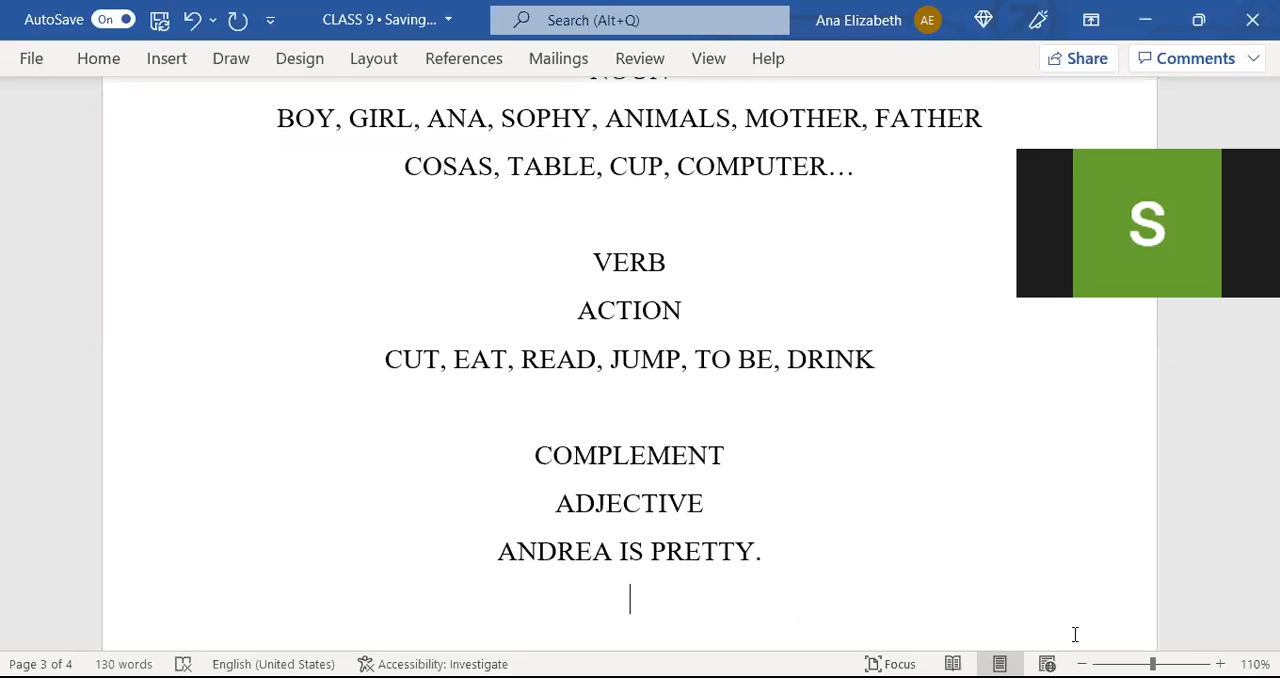 AutoSave On CLASS 9 • Saving... Search (Alt+Q) Ana Elizabeth AE
File Home Insert Draw Design Layout References Mailings Review View Help Share Comments
NOUN
BOY, GIRL, ANA, SOPHY, ANIMALS, MOTHER, FATHER
COSAS, TABLE, CUP, COMPUTER…
S
VERB
ACTION
CUT, EAT, READ, JUMP, TO BE, DRINK
COMPLEMENT
ADJECTIVE
ANDREA IS PRETTY.
Page 3 of 4 130 words English (United States) Accessibility: Investigate Focus 110%